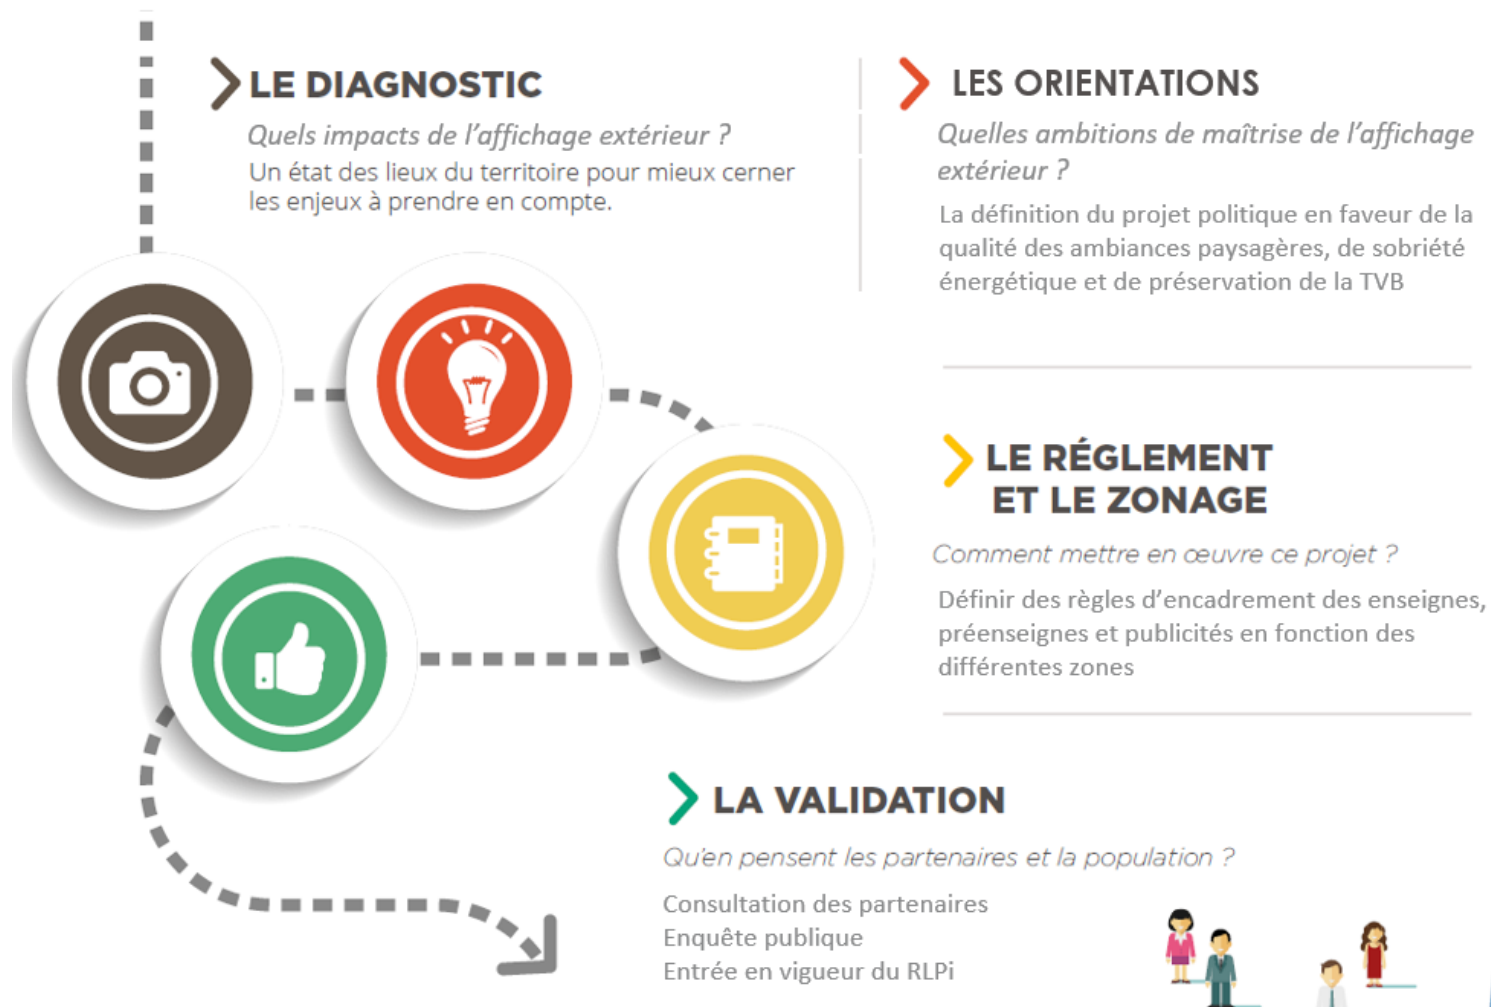 LE DIAGNOSTIC
Quels impacts de l'affichage extérieur ?
Un état des lieux du territoire pour mieux cerner
les enjeux à prendre en compte.
LES ORIENTATIONS
Quelles ambitions de maîtrise de l'affichage
extérieur ?
La définition du projet politique en faveur de la
qualité des ambiances paysagères, de sobriété
énergétique et de préservation de la TVB
LE RÉGLEMENT
ET LE ZONAGE
Comment mettre en œuvre ce projet ?
Définir des règles d'encadrement des enseignes,
préenseignes et publicités en fonction des
différentes zones
LA VALIDATION
Qu'en pensent les partenaires et la population ?
Consultation des partenaires
Enquête publique
Entrée en vigueur du RLPi